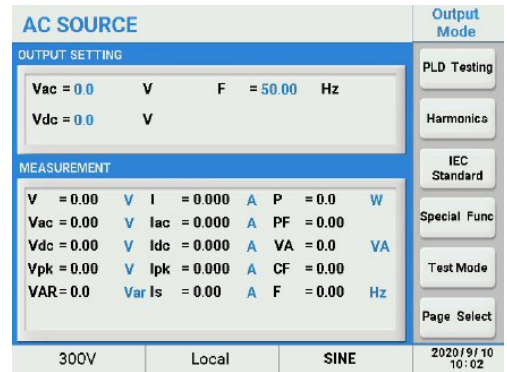 AC SOURCE
Output
Mode
OUTPUT SETTING
Vac = 0.0 V F = 50.00 Hz
Vdc = 0.0 V
MEASUREMENT
V = 0.00 V I = 0.000 A P = 0.0 W
Vac = 0.00 V Iac = 0.000 A PF = 0.00
Vdc = 0.00 V Idc = 0.000 A VA = 0.0 VA
Vpk = 0.00 V Ipk = 0.000 A CF = 0.00
VAR = 0.0 Var Is = 0.00 A F = 0.00 Hz
PLD Testing
Harmonics
IEC
Standard
Special Func
Test Mode
Page Select
300V Local SINE
2020/9/10
10:02